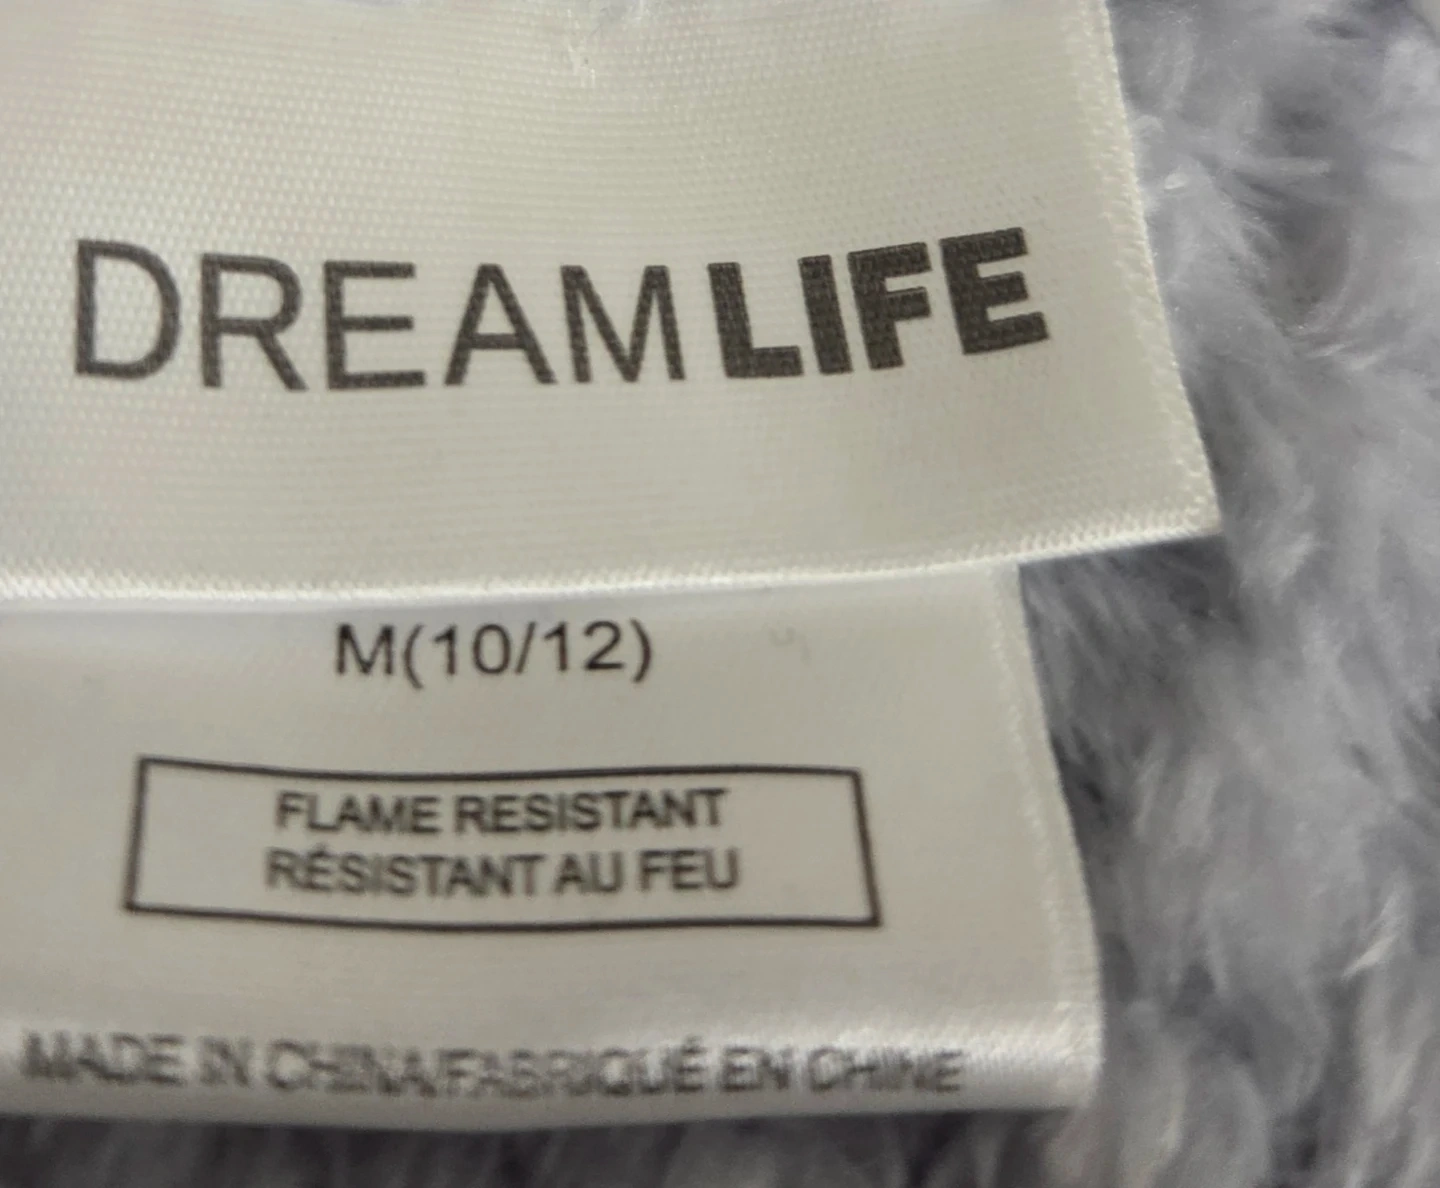 DREAMLIFE
M(10/12)
FLAME RESISTANT
RÉSISTANT AU FEU
MADE IN CHINA/FABRIQUÉ EN CHINE